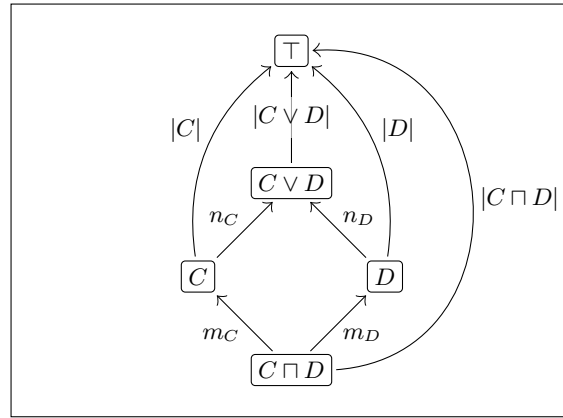 ⊤
|C| |C ∨ D| |D|
C ∨ D
|C ⊓ D|
n_C n_D
C D
m_C m_D
C ⊓ D